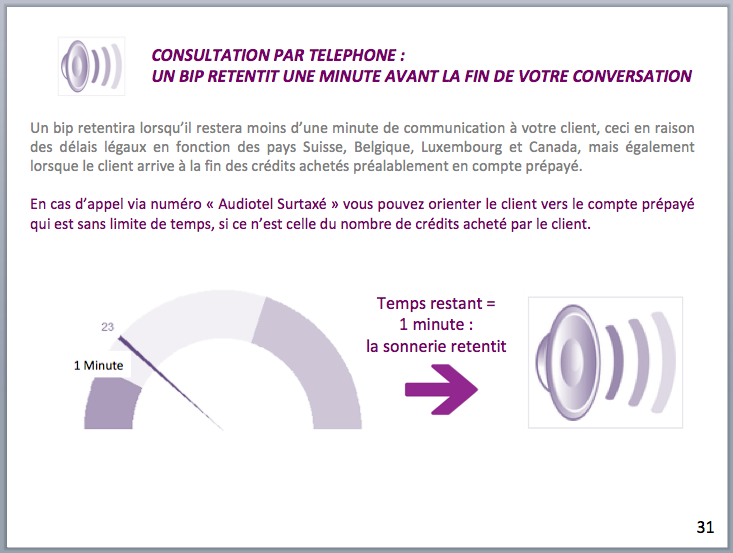 CONSULTATION PAR TELEPHONE :
UN BIP RETENTIT UNE MINUTE AVANT LA FIN DE VOTRE CONVERSATION
Un bip retentira lorsqu’il restera moins d’une minute de communication à votre client, ceci en raison
des délais légaux en fonction des pays Suisse, Belgique, Luxembourg et Canada, mais également
lorsque le client arrive à la fin des crédits achetés préalablement en compte prépayé.
En cas d’appel via numéro « Audiotel Surtaxé » vous pouvez orienter le client vers le compte prépayé
qui est sans limite de temps, si ce n’est celle du nombre de crédits acheté par le client.
23
1 Minute
Temps restant =
1 minute :
la sonnerie retentit
31